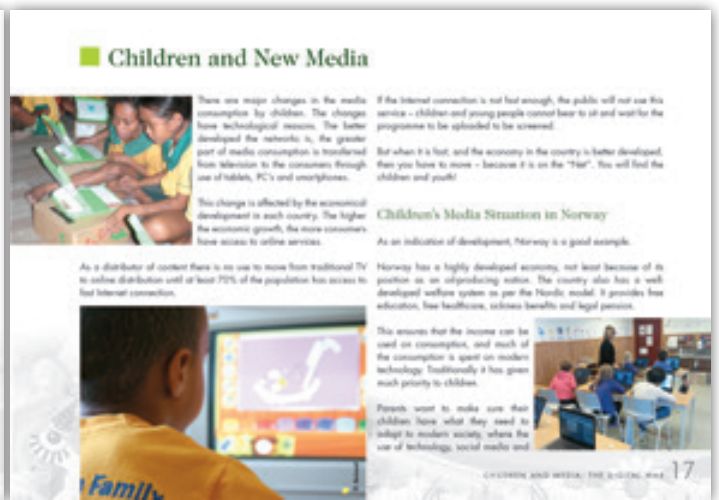 Children and New Media
There are major changes in the media
consumption by children. The changes
have technological reasons. The better
developed the networks is, the greater
part of media consumption is transferred
from television to the consumers through
use of tablets, PC's and smartphones.
This change is affected by the economical
development in each country. The higher
the economic growth, the more consumers
have access to online services.
As a distributor of content there is no use to move from traditional TV
to online distribution until at least 70% of the population has access to
fast Internet connection.
Family
If the Internet connection is not fast enough, the public will not use this
service – children and young people cannot bear to sit and wait for the
programme to be uploaded to be screened.
But when it is fast, and the economy in the country is better developed,
then you have to move – because it is on the "Net". You will find the
children and youth!
Children's Media Situation in Norway
As an indication of development, Norway is a good example.
Norway has a highly developed economy, not least because of its
position as an oil-producing nation. The country also has a well-
developed welfare system as per the Nordic model. It provides free
education, free healthcare, sickness benefits and legal pension.
This ensures that the income can be
used on consumption, and much of
the consumption is spent on modern
technology. Traditionally it has given
much priority to children.
Parents want to make sure their
children have what they need to
adapt to modern society, where the
use of technology, social media and
CHILDREN AND MEDIA: THE DIGITAL 17